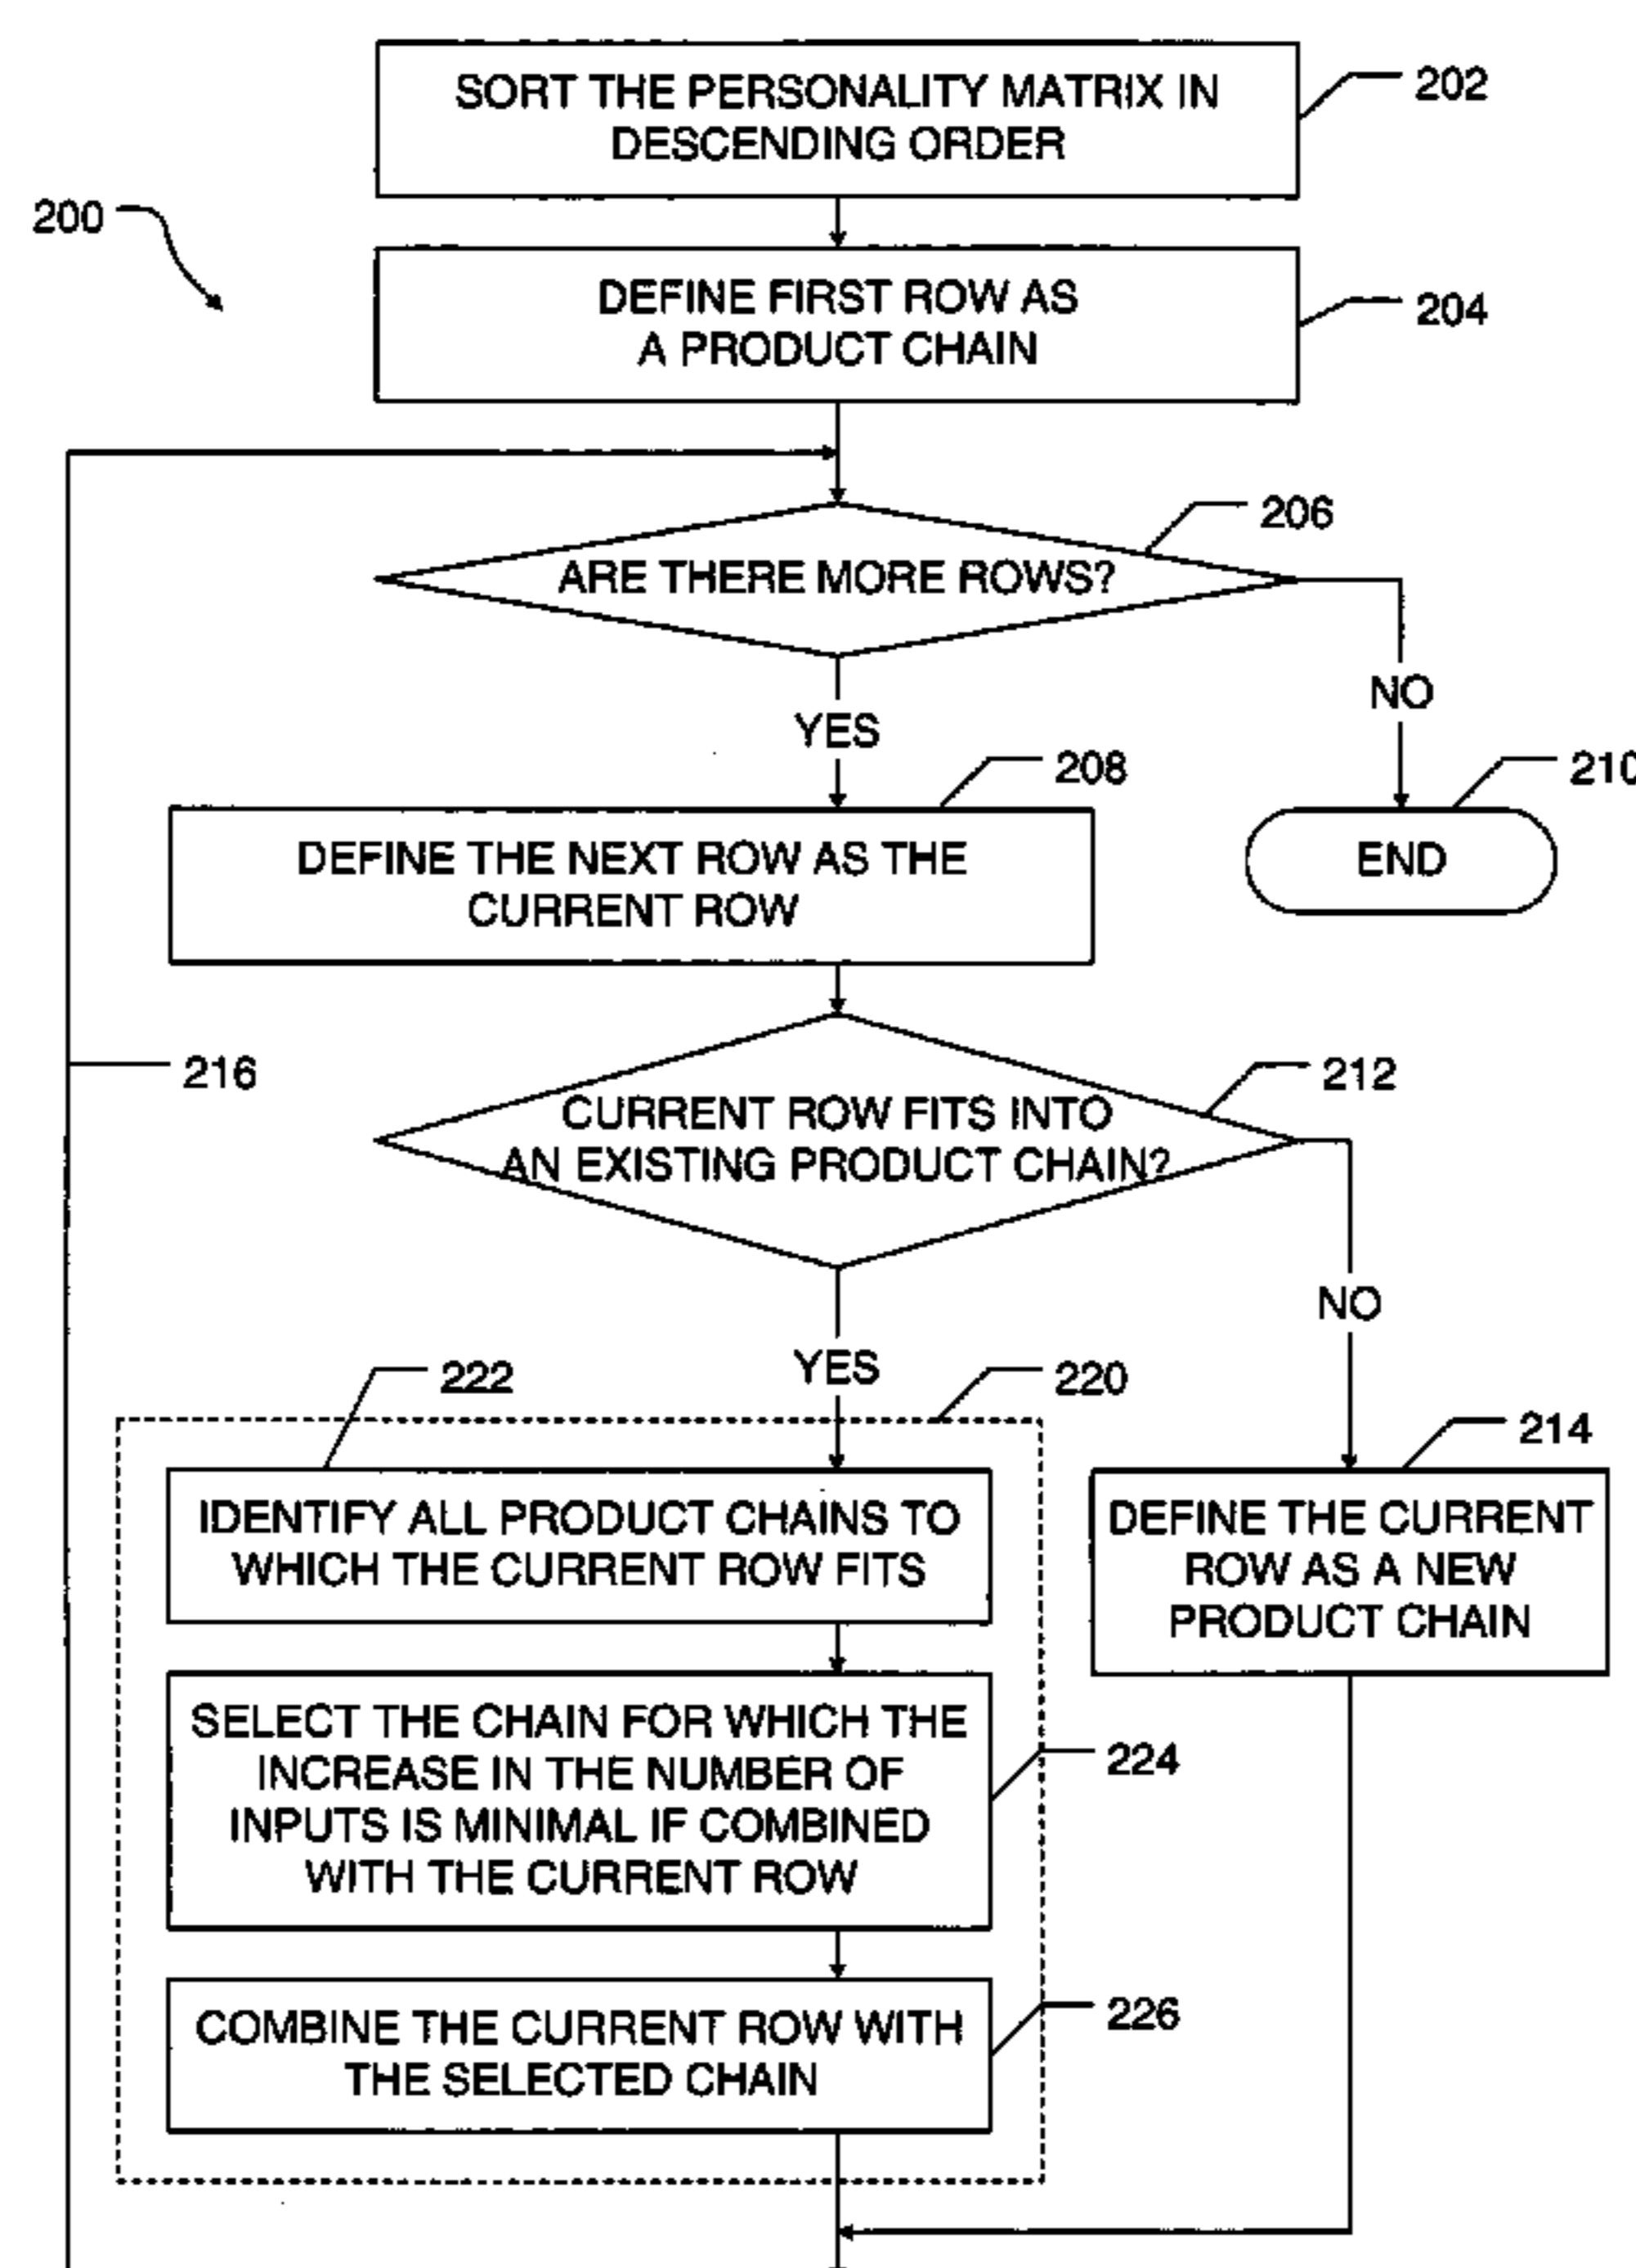 SORT THE PERSONALITY MATRIX IN
DESCENDING ORDER
202
200
DEFINE FIRST ROW AS
A PRODUCT CHAIN
204
206
ARE THERE MORE ROWS?
NO
YES
208
210
DEFINE THE NEXT ROW AS THE
CURRENT ROW
END
216
212
CURRENT ROW FITS INTO
AN EXISTING PRODUCT CHAIN?
NO
YES
222
220
214
IDENTIFY ALL PRODUCT CHAINS TO
WHICH THE CURRENT ROW FITS
DEFINE THE CURRENT
ROW AS A NEW
PRODUCT CHAIN
SELECT THE CHAIN FOR WHICH THE
INCREASE IN THE NUMBER OF
INPUTS IS MINIMAL IF COMBINED
WITH THE CURRENT ROW
224
COMBINE THE CURRENT ROW WITH
THE SELECTED CHAIN
226